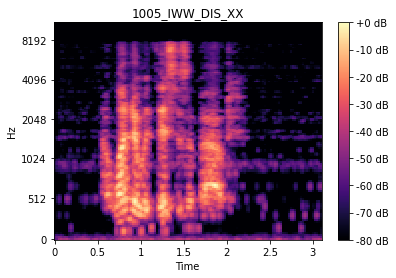 1005_IWW_DIS_XX
+0 dB
8192
-10 dB
4096
-20 dB
-30 dB
2048
Hz
-40 dB
1024
-50 dB
512
-60 dB
-70 dB
0
-80 dB
0 0.5 1 1.5 2 2.5 3
Time